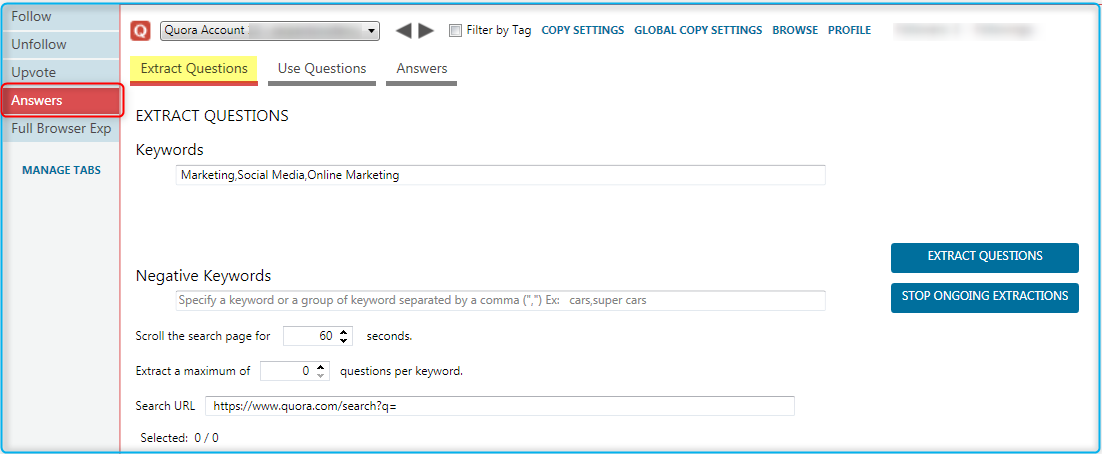 Follow
Unfollow
Upvote
Answers
Full Browser Exp
MANAGE TABS
Q Quora Account Filter by Tag COPY SETTINGS GLOBAL COPY SETTINGS BROWSE PROFILE
Extract Questions Use Questions Answers
EXTRACT QUESTIONS
Keywords
Marketing,Social Media,Online Marketing
EXTRACT QUESTIONS
Negative Keywords
Specify a keyword or a group of keyword separated by a comma (",") Ex: cars,super cars
STOP ONGOING EXTRACTIONS
Scroll the search page for 60 seconds.
Extract a maximum of 0 questions per keyword.
Search URL https://www.quora.com/search?q=
Selected: 0 / 0